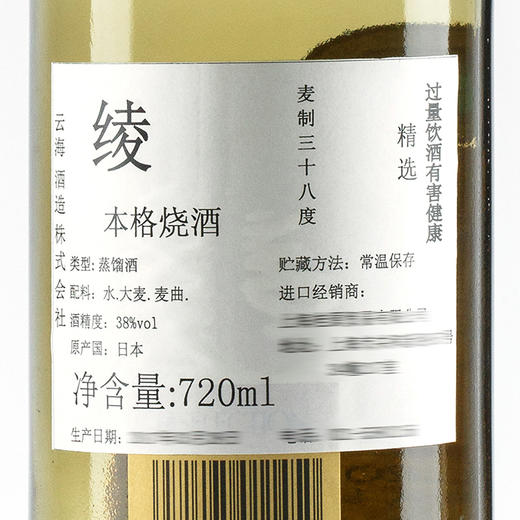 云海酒造株式会社
绫
本格烧酒
麦制三十八度
精选
过量饮酒有害健康
类型:蒸馏酒
配料:水.大麦.麦曲.
酒精度:38%vol
原产国:日本
净含量:720ml
生产日期:
贮藏方法:常温保存
进口经销商: